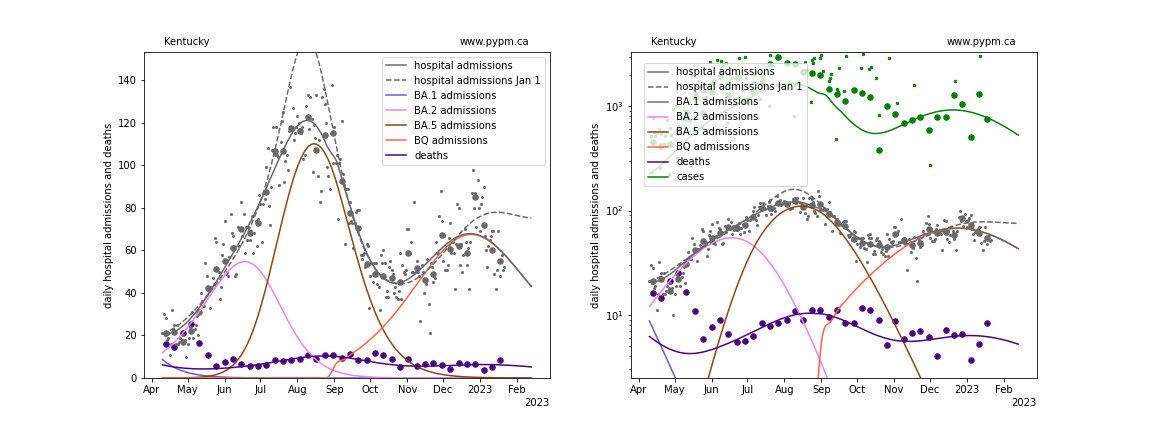 Kentucky www.pypm.ca
hospital admissions
hospital admissions Jan 1
BA.1 admissions
BA.2 admissions
BA.5 admissions
BQ admissions
deaths
daily hospital admissions and deaths
140
120
100
80
60
40
20
0
Apr May Jun Jul Aug Sep Oct Nov Dec 2023 Feb
2023
Kentucky www.pypm.ca
hospital admissions
hospital admissions Jan 1
BA.1 admissions
BA.2 admissions
BA.5 admissions
BQ admissions
deaths
cases
daily hospital admissions and deaths
10³
10²
10¹
Apr May Jun Jul Aug Sep Oct Nov Dec 2023 Feb
2023